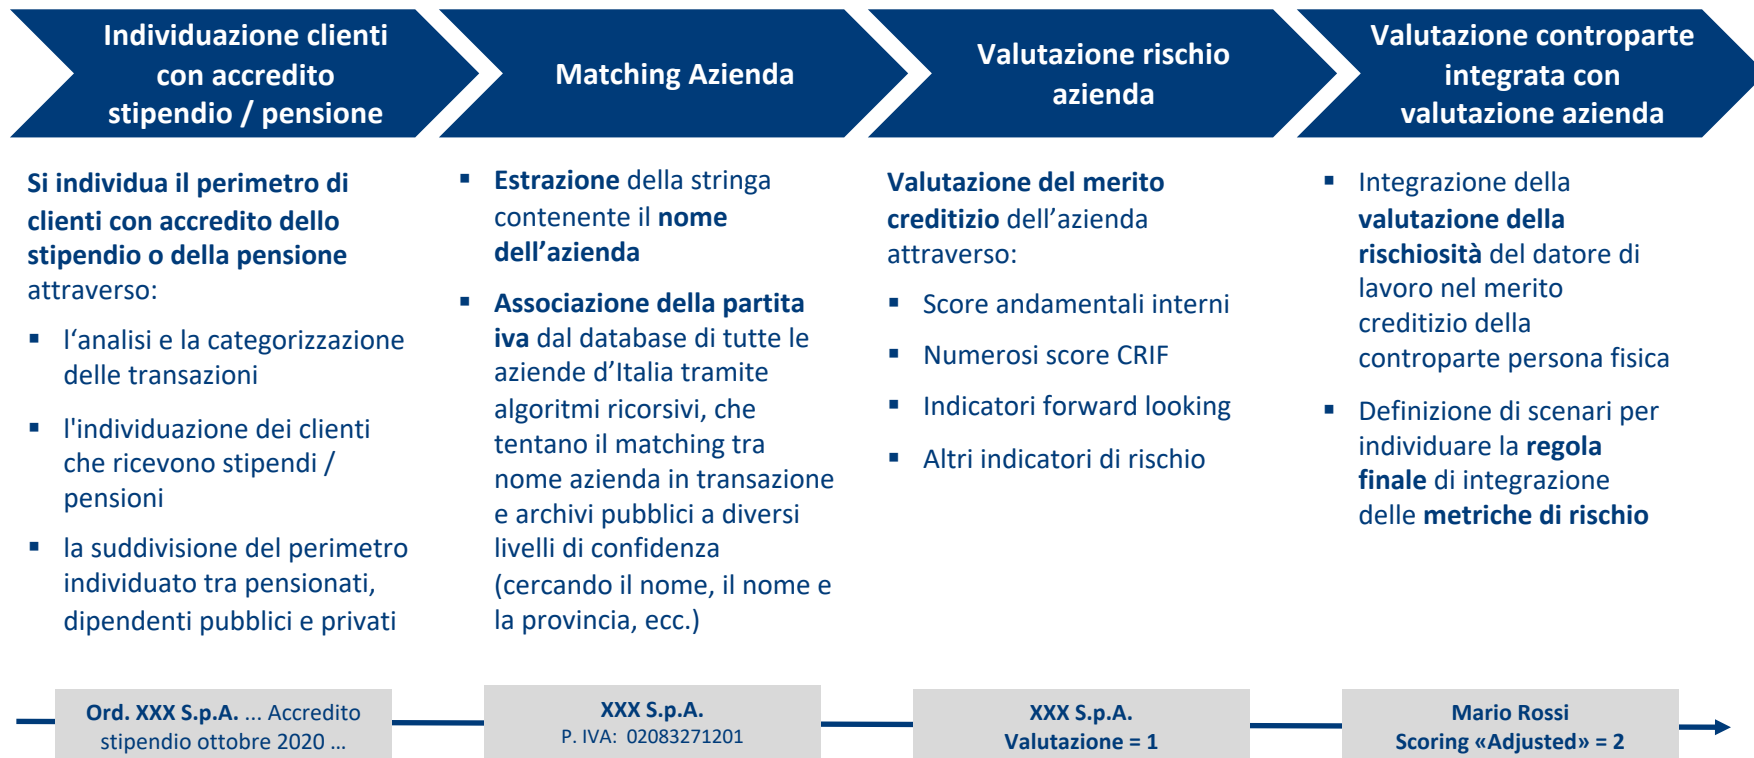 Individuazione clienti
con accredito
stipendio / pensione
Matching Azienda
Valutazione rischio
azienda
Valutazione controparte
integrata con
valutazione azienda
Si individua il perimetro di
clienti con accredito dello
stipendio o della pensione
attraverso:
▪ l‘analisi e la categorizzazione
delle transazioni
▪ l'individuazione dei clienti
che ricevono stipendi /
pensioni
▪ la suddivisione del perimetro
individuato tra pensionati,
dipendenti pubblici e privati
▪ Estrazione della stringa
contenente il nome
dell’azienda
▪ Associazione della partita
iva dal database di tutte le
aziende d’Italia tramite
algoritmi ricorsivi, che
tentano il matching tra
nome azienda in transazione
e archivi pubblici a diversi
livelli di confidenza
(cercando il nome, il nome e
la provincia, ecc.)
Valutazione del merito
creditizio dell’azienda
attraverso:
▪ Score andamentali interni
▪ Numerosi score CRIF
▪ Indicatori forward looking
▪ Altri indicatori di rischio
▪ Integrazione della
valutazione della
rischiosità del datore di
lavoro nel merito
creditizio della
controparte persona fisica
▪ Definizione di scenari per
individuare la regola
finale di integrazione
delle metriche di rischio
Ord. XXX S.p.A. ... Accredito
stipendio ottobre 2020 ...
XXX S.p.A.
P. IVA: 02083271201
XXX S.p.A.
Valutazione = 1
Mario Rossi
Scoring «Adjusted» = 2